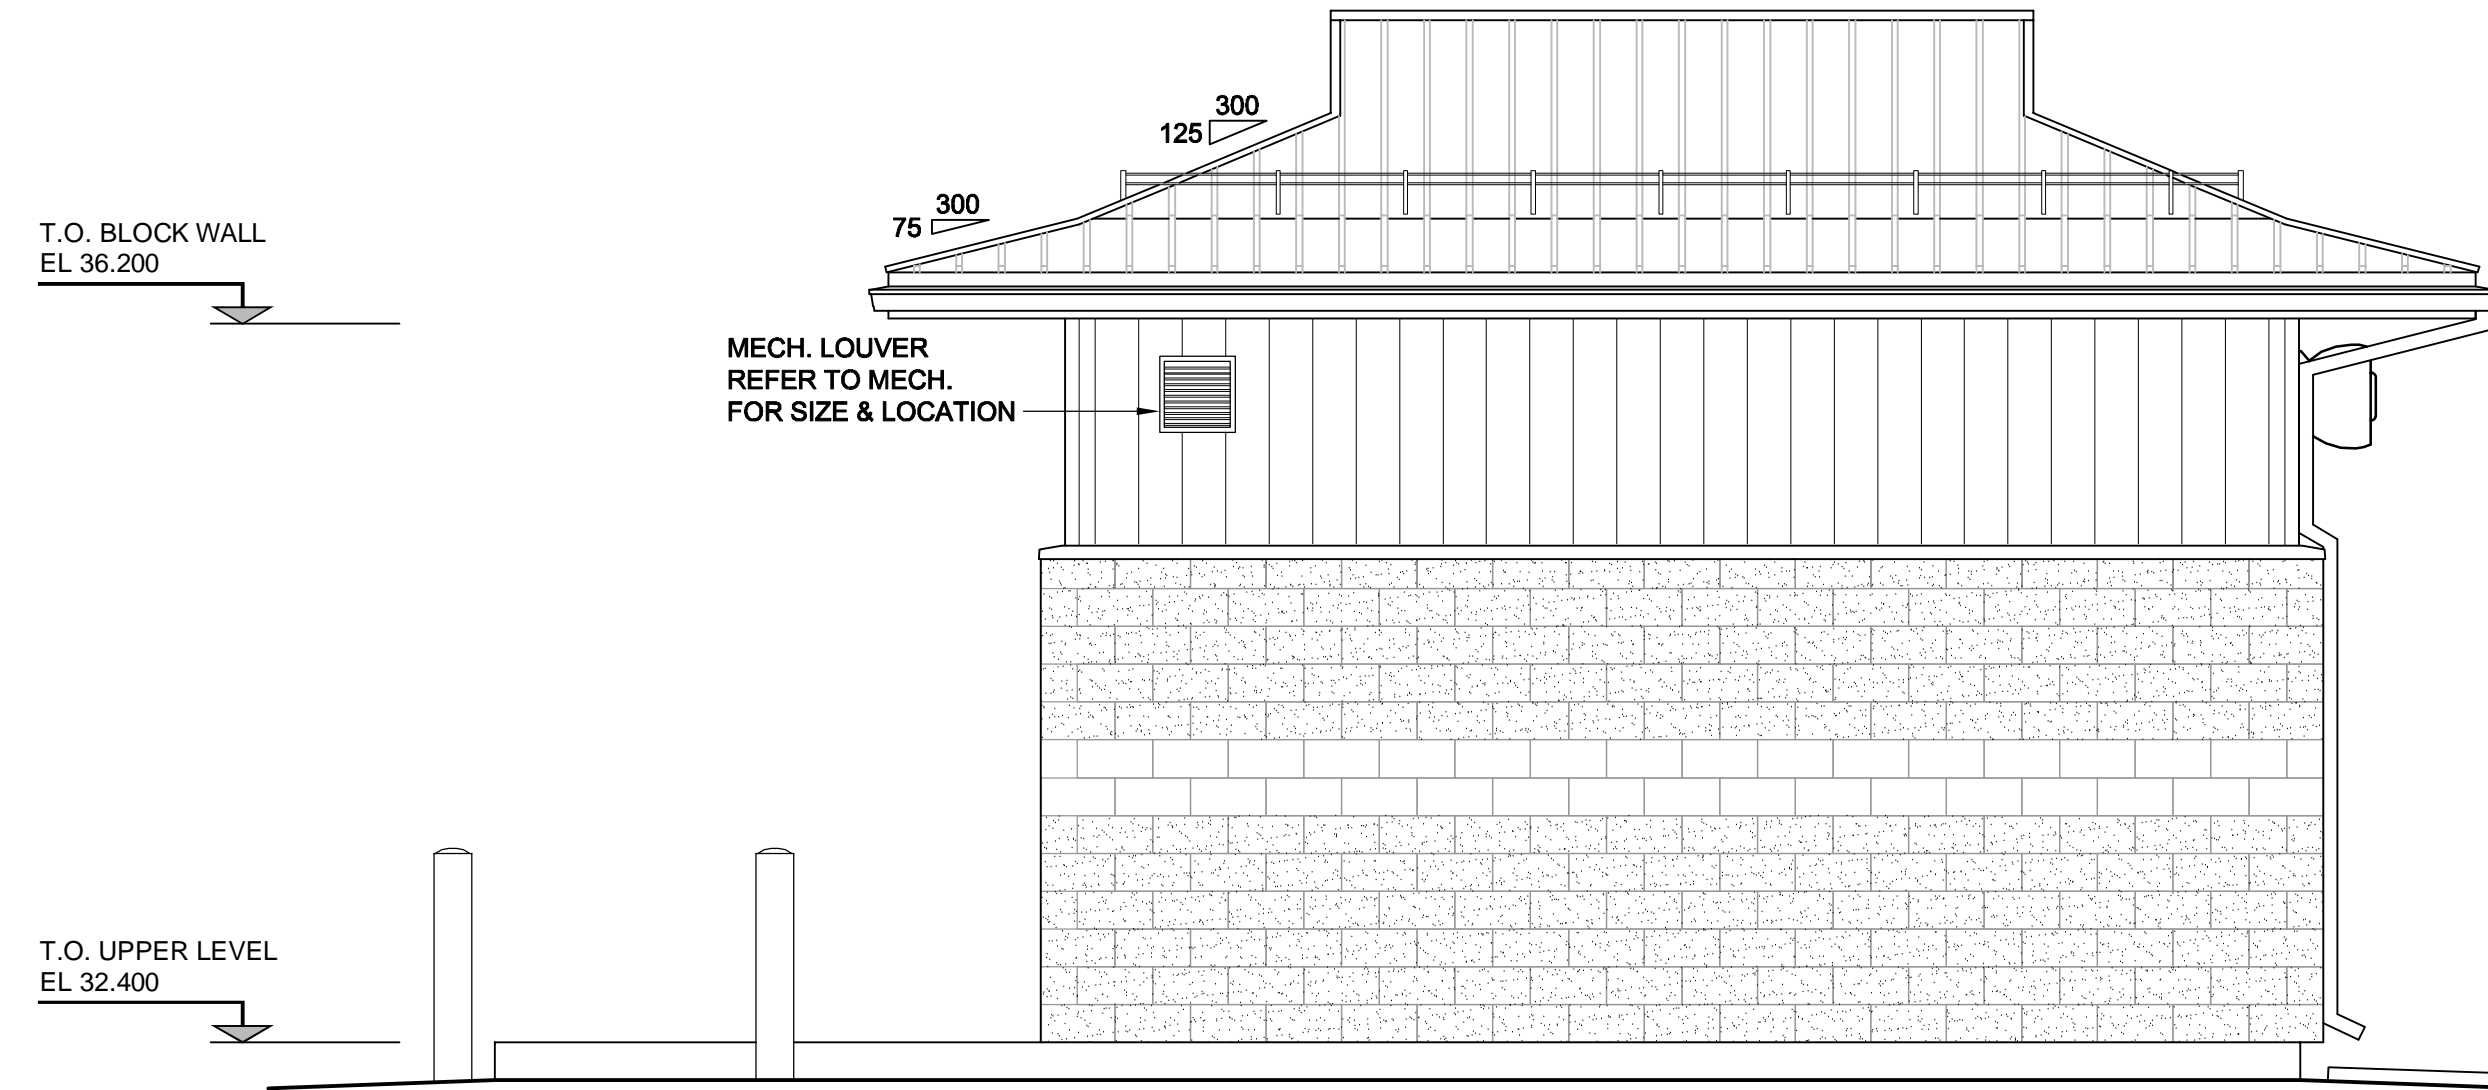 300
125
300
75
T.O. BLOCK WALL
EL 36.200
MECH. LOUVER
REFER TO MECH.
FOR SIZE & LOCATION
T.O. UPPER LEVEL
EL 32.400